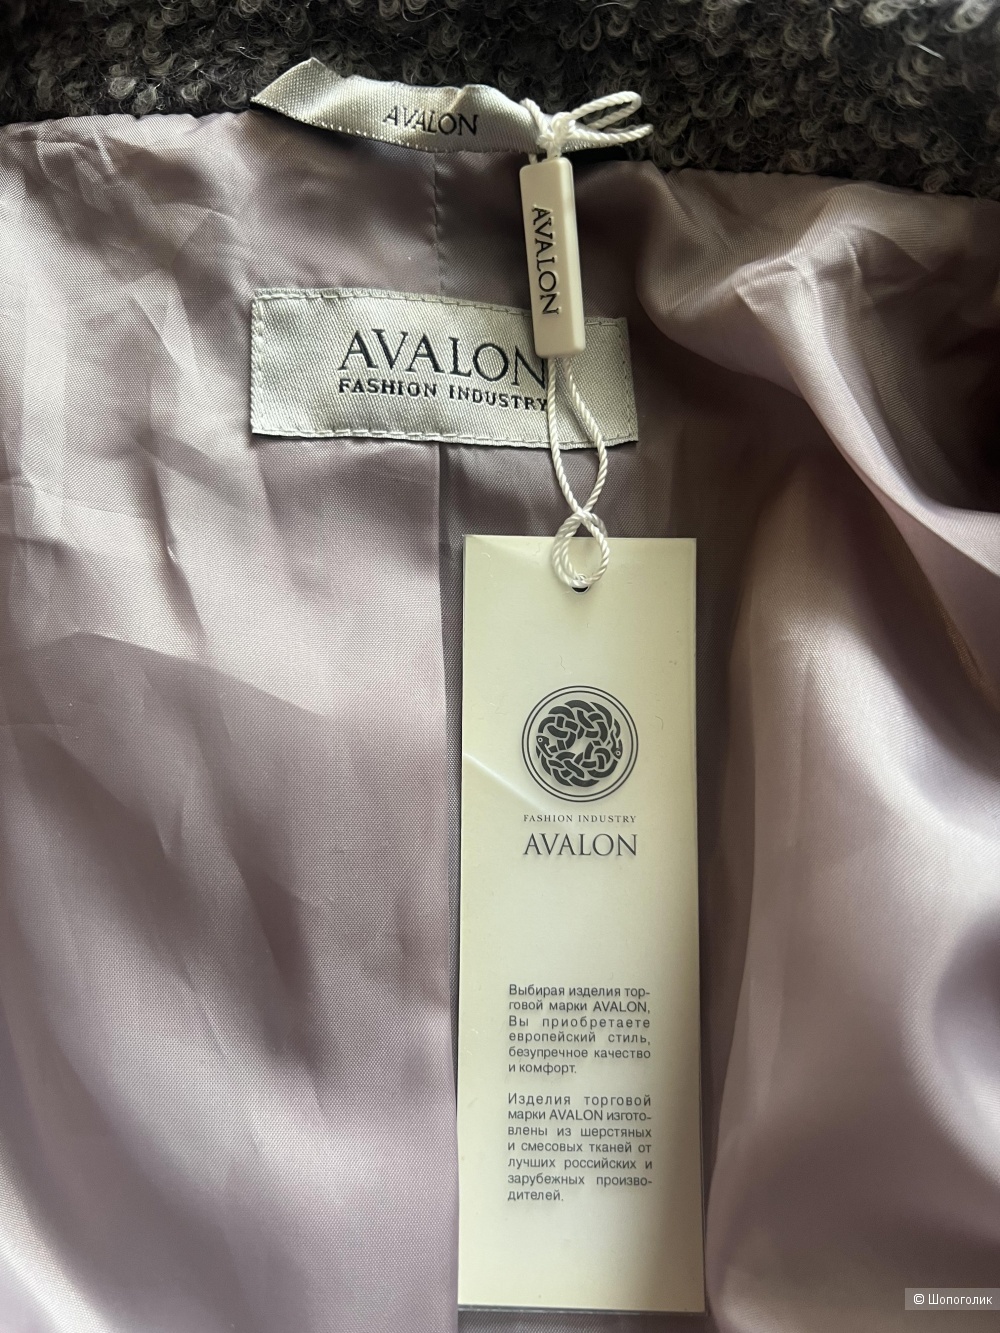 AVALON
AVALON
AVALON
FASHION INDUSTRY
FASHION INDUSTRY
AVALON
Выбирая изделия тор-
говой марки AVALON,
Вы приобретаете
европейский стиль,
безупречное качество
и комфорт.
Изделия торговой
марки AVALON изгото-
влены из шерстяных
и смесовых тканей от
лучших российских и
зарубежных произво-
дителей.
© Шопоголик